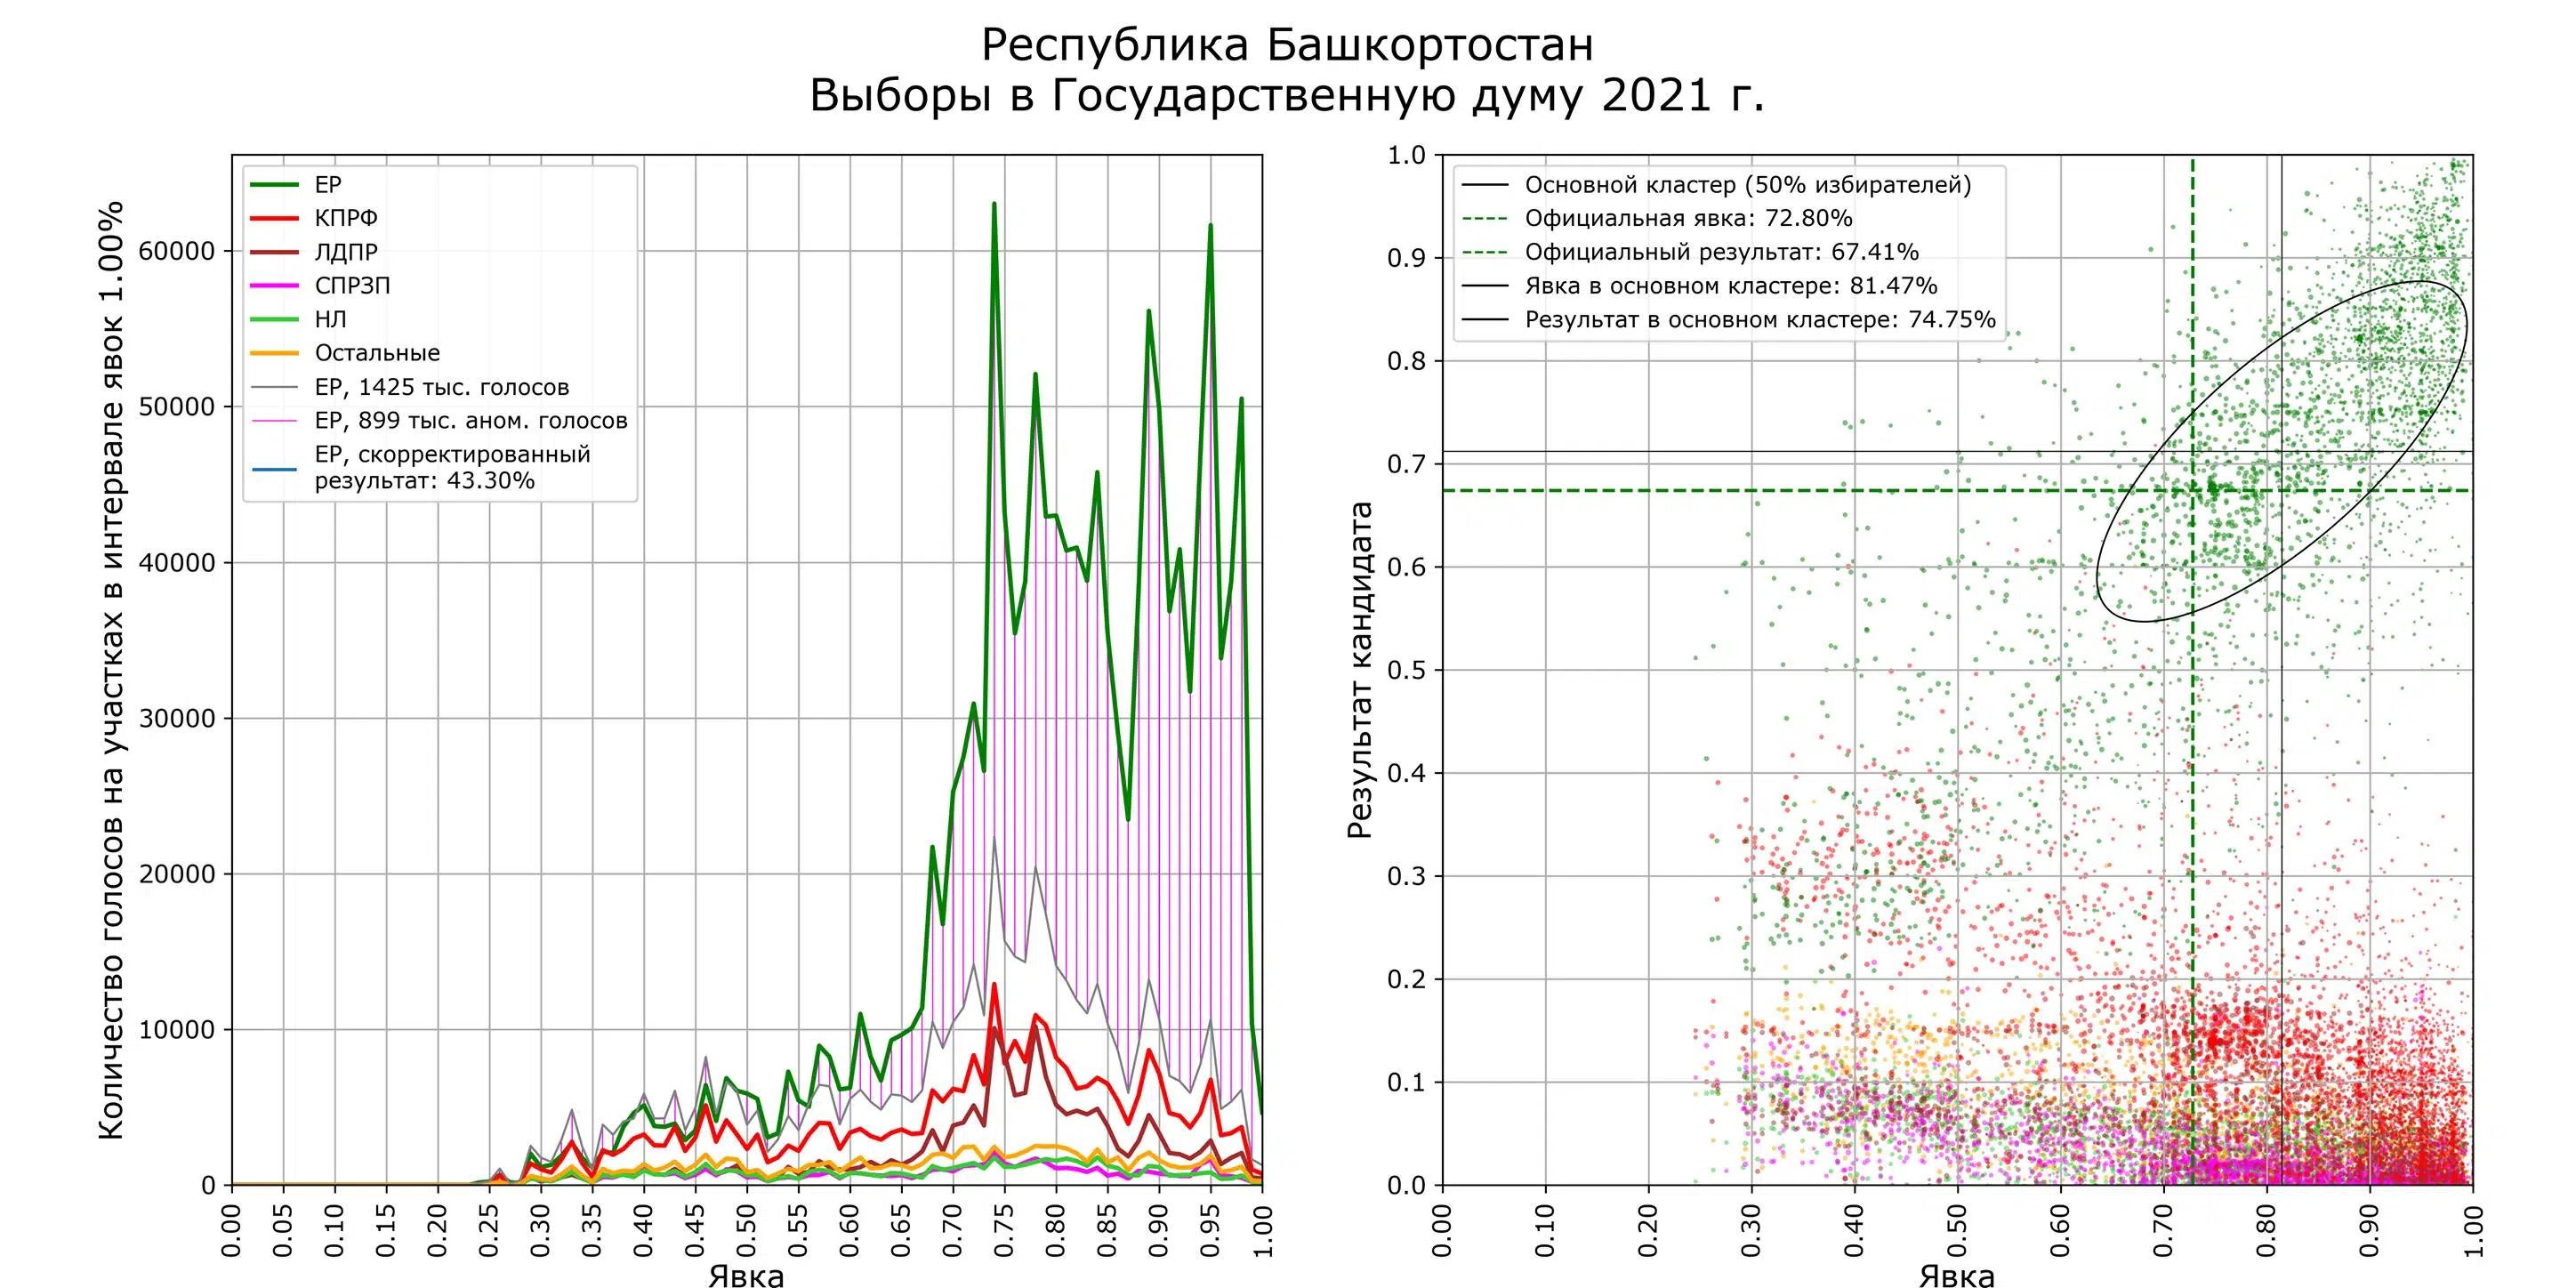 Республика Башкортостан
Выборы в Государственную думу 2021 г.
Количество голосов на участках в интервале явок 1.00%
60000
50000
40000
30000
20000
10000
0
ЕР
КПРФ
ЛДПР
СПРЗП
НЛ
Остальные
ЕР, 1425 тыс. голосов
ЕР, 899 тыс. аном. голосов
ЕР, скорректированный
результат: 43.30%
0.00 0.05 0.10 0.15 0.20 0.25 0.30 0.35 0.40 0.45 0.50 0.55 0.60 0.65 0.70 0.75 0.80 0.85 0.90 0.95 1.00
Явка
Результат кандидата
1.0
0.9
0.8
0.7
0.6
0.5
0.4
0.3
0.2
0.1
0.0
Основной кластер (50% избирателей)
Официальная явка: 72.80%
Официальный результат: 67.41%
Явка в основном кластере: 81.47%
Результат в основном кластере: 74.75%
0.00 0.10 0.20 0.30 0.40 0.50 0.60 0.70 0.80 0.90 1.00
Явка